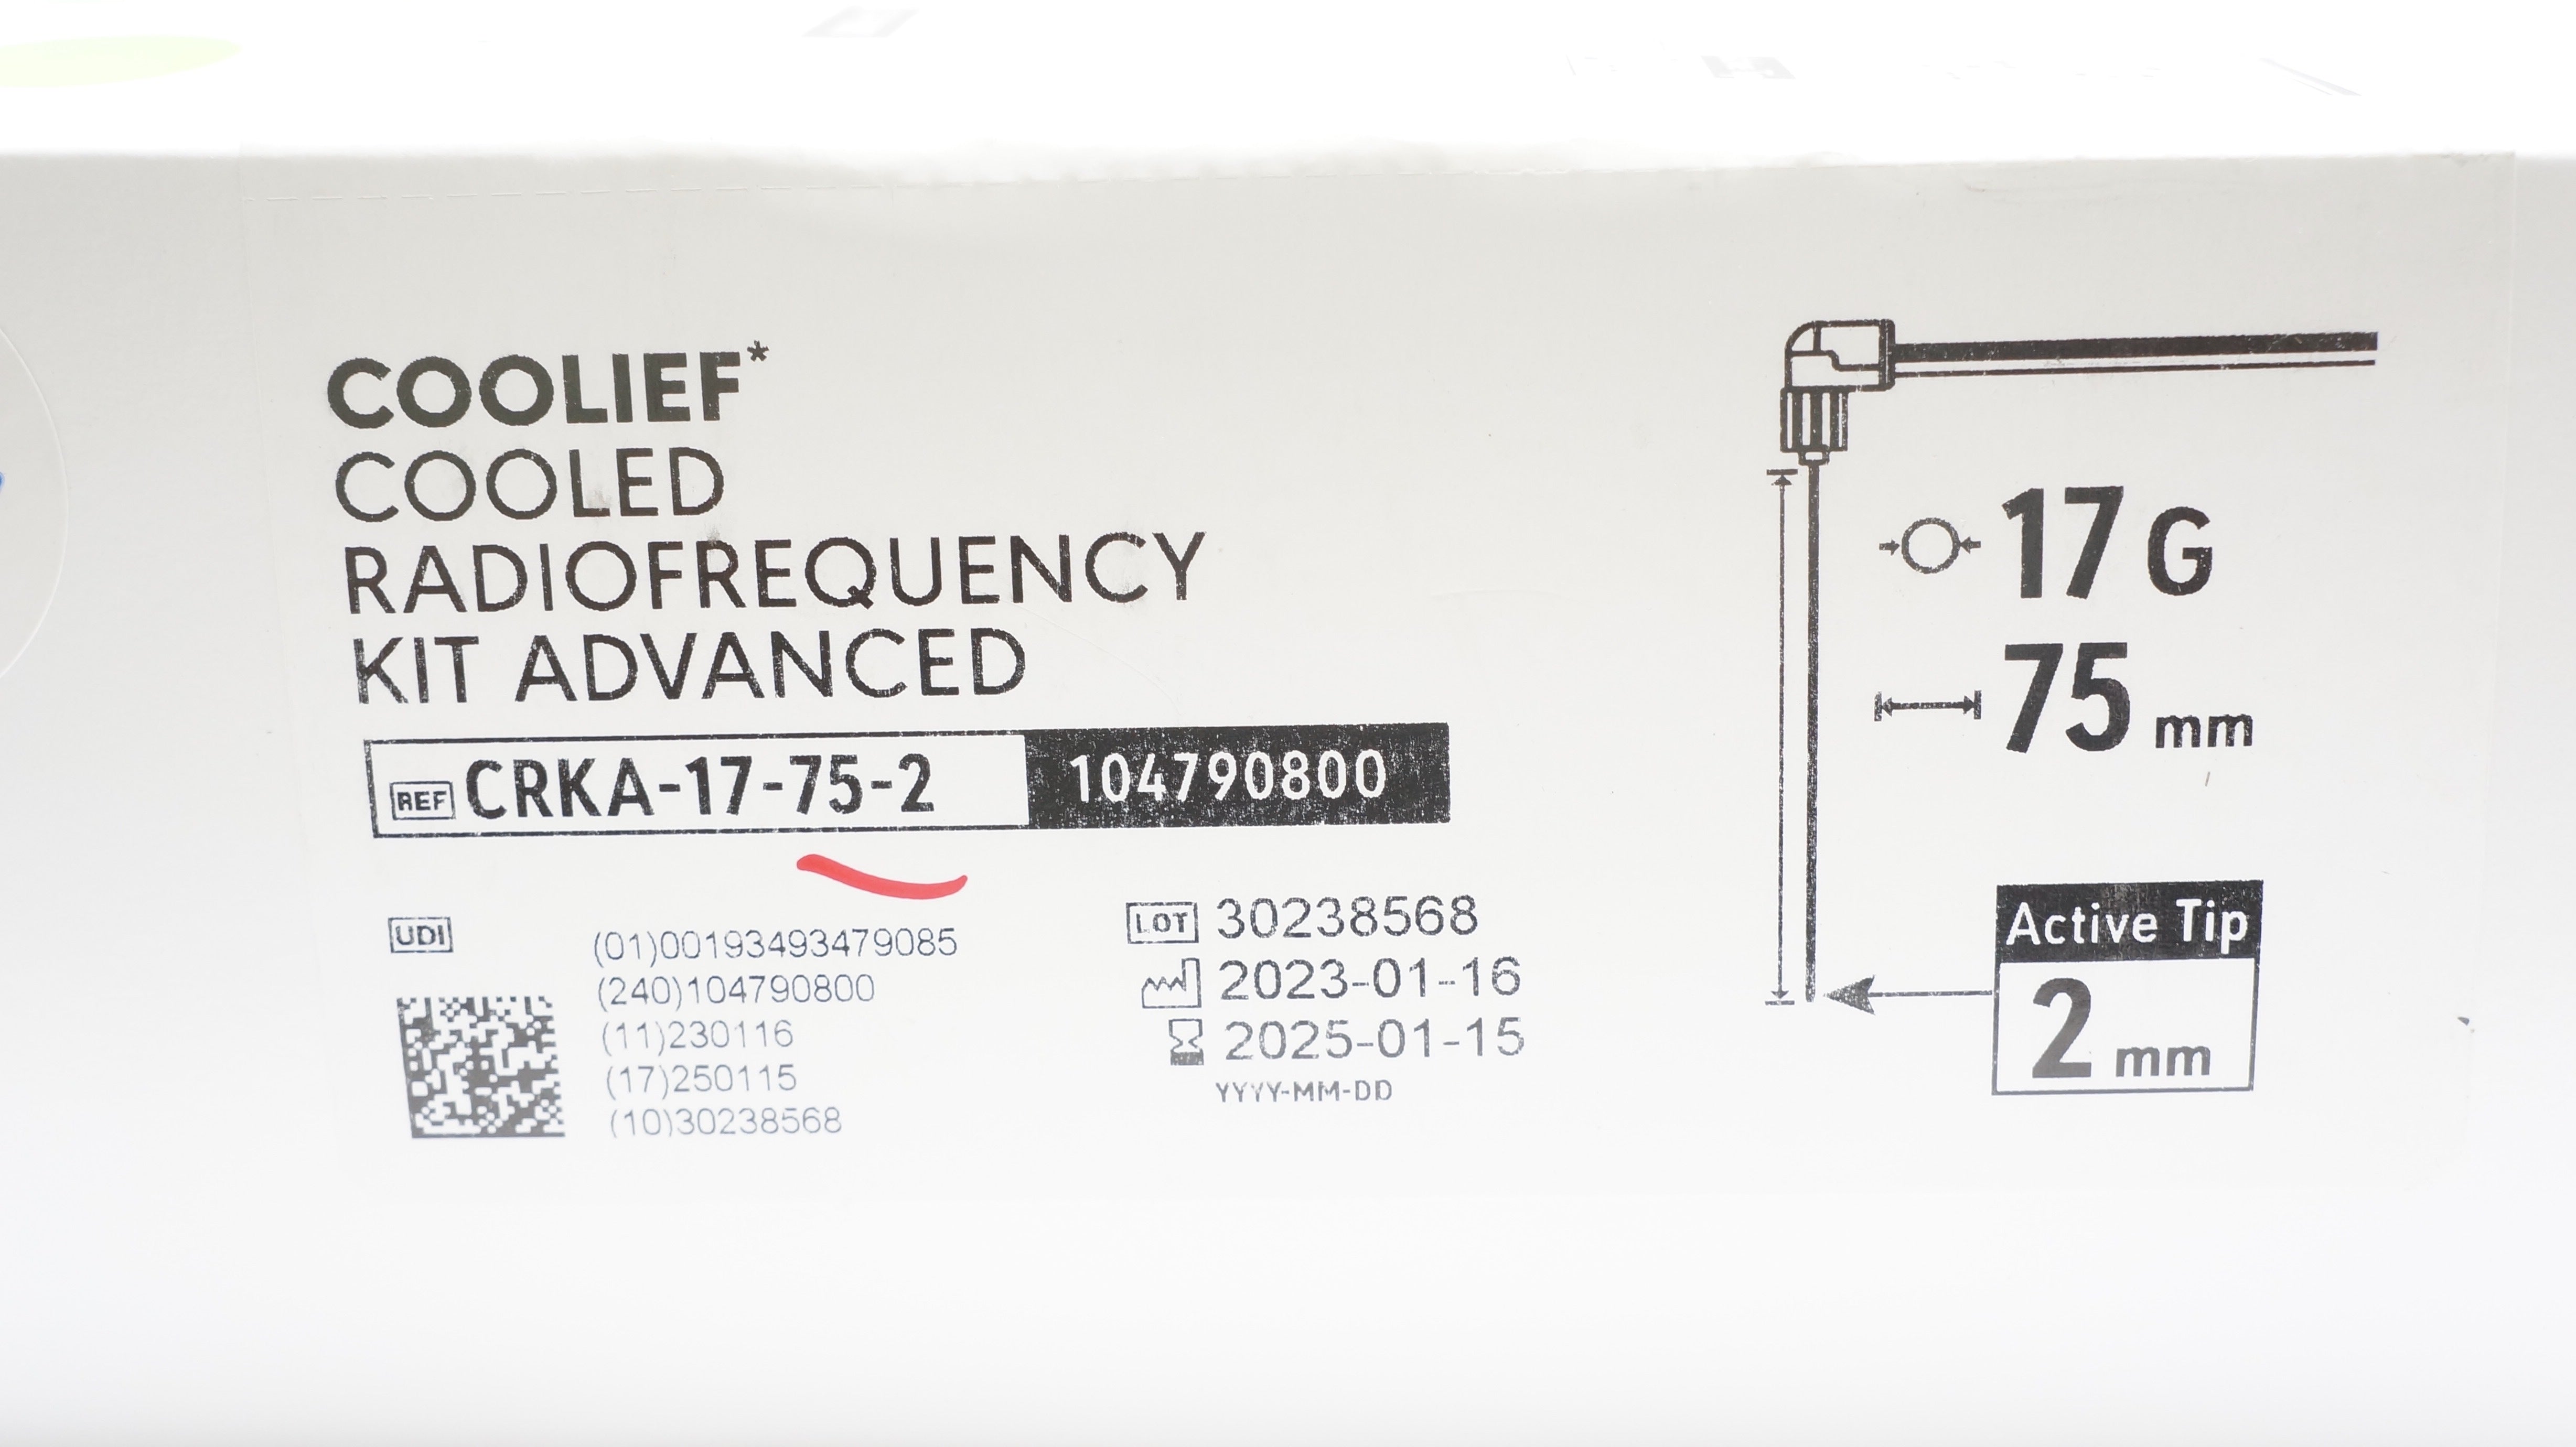 COOLIEF*
COOLED
RADIOFREQUENCY
KIT ADVANCED
REF CRKA-17-75-2 104790800
UDI
(01)00193493479085
(240)104790800
(11)230116
(17)250115
(10)30238568
LOT 30238568
2023-01-16
2025-01-15
YYYY-MM-DD
17 G
75 mm
Active Tip
2 mm